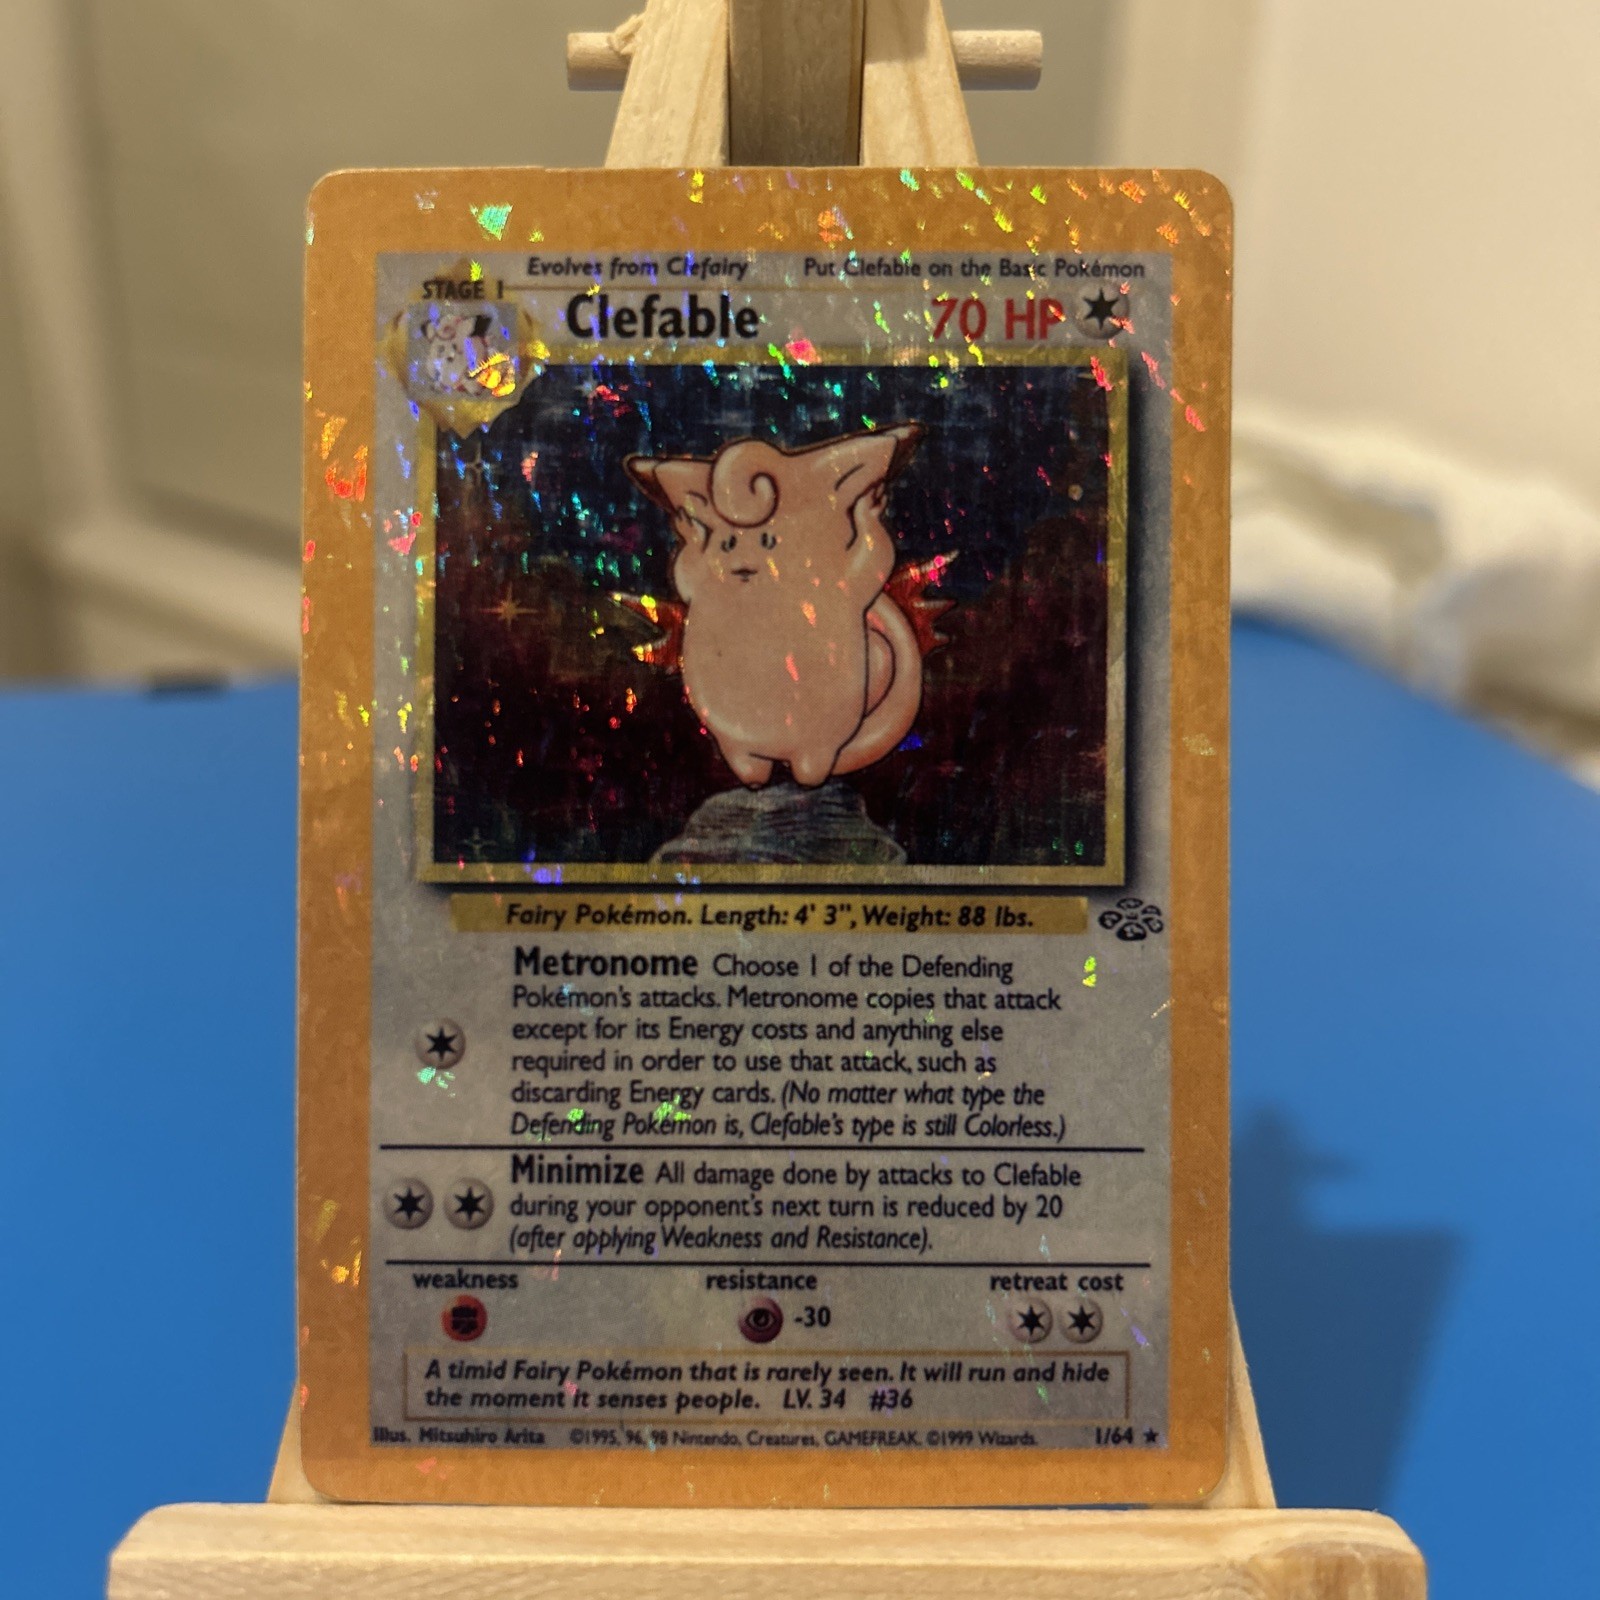 Evolves from Clefairy Put Clefable on the Basic Pokémon
STAGE 1
Clefable 70 HP
Fairy Pokémon. Length: 4' 3", Weight: 88 lbs.
Metronome Choose 1 of the Defending
Pokémon's attacks. Metronome copies that attack
except for its Energy costs and anything else
required in order to use that attack, such as
discarding Energy cards. (No matter what type the
Defending Pokémon is, Clefable's type is still Colorless.)
Minimize All damage done by attacks to Clefable
during your opponent's next turn is reduced by 20
(after applying Weakness and Resistance).
weakness resistance retreat cost
-30
A timid Fairy Pokémon that is rarely seen. It will run and hide
the moment it senses people. LV. 34 #36
Illus. Mitsuhiro Arita ©1995, 96, 98 Nintendo, Creatures, GAMEFREAK. ©1999 Wizards. 1/64 ★